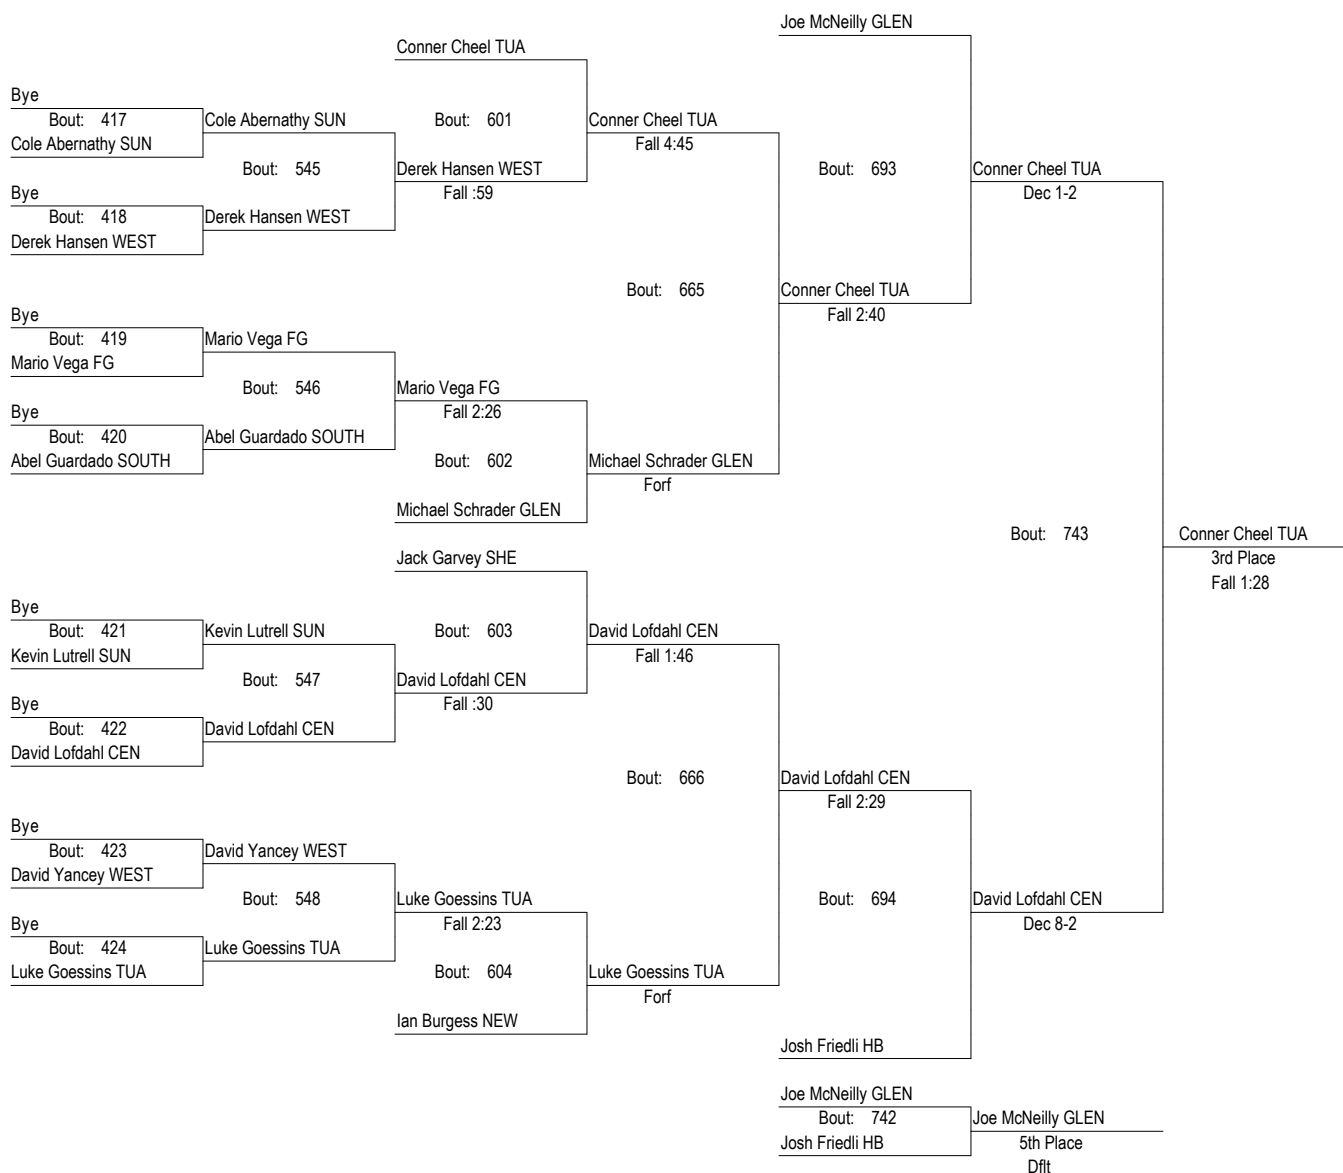 Joe McNeilly GLEN
Conner Cheel TUA
Bye
Bout: 417
Cole Abernathy SUN
Cole Abernathy SUN
Bout: 601
Conner Cheel TUA
Fall 4:45
Bout: 545
Derek Hansen WEST
Fall :59
Bout: 693
Conner Cheel TUA
Dec 1-2
Bye
Bout: 418
Derek Hansen WEST
Derek Hansen WEST
Bout: 665
Conner Cheel TUA
Fall 2:40
Bye
Bout: 419
Mario Vega FG
Mario Vega FG
Bout: 546
Mario Vega FG
Fall 2:26
Bye
Bout: 420
Abel Guardado SOUTH
Abel Guardado SOUTH
Bout: 602
Michael Schrader GLEN
Forf
Michael Schrader GLEN
Bout: 743
Conner Cheel TUA
3rd Place
Fall 1:28
Jack Garvey SHE
Bye
Bout: 421
Kevin Lutrell SUN
Kevin Lutrell SUN
Bout: 603
David Lofdahl CEN
Fall 1:46
Bout: 547
David Lofdahl CEN
Fall :30
Bye
Bout: 422
David Lofdahl CEN
David Lofdahl CEN
Bout: 666
David Lofdahl CEN
Fall 2:29
Bye
Bout: 423
David Yancey WEST
David Yancey WEST
Bout: 548
Luke Goessins TUA
Fall 2:23
Bout: 694
David Lofdahl CEN
Dec 8-2
Bye
Bout: 424
Luke Goessins TUA
Luke Goessins TUA
Bout: 604
Luke Goessins TUA
Forf
Ian Burgess NEW
Josh Friedli HB
Joe McNeilly GLEN
Bout: 742
Josh Friedli HB
Joe McNeilly GLEN
5th Place
Dflt